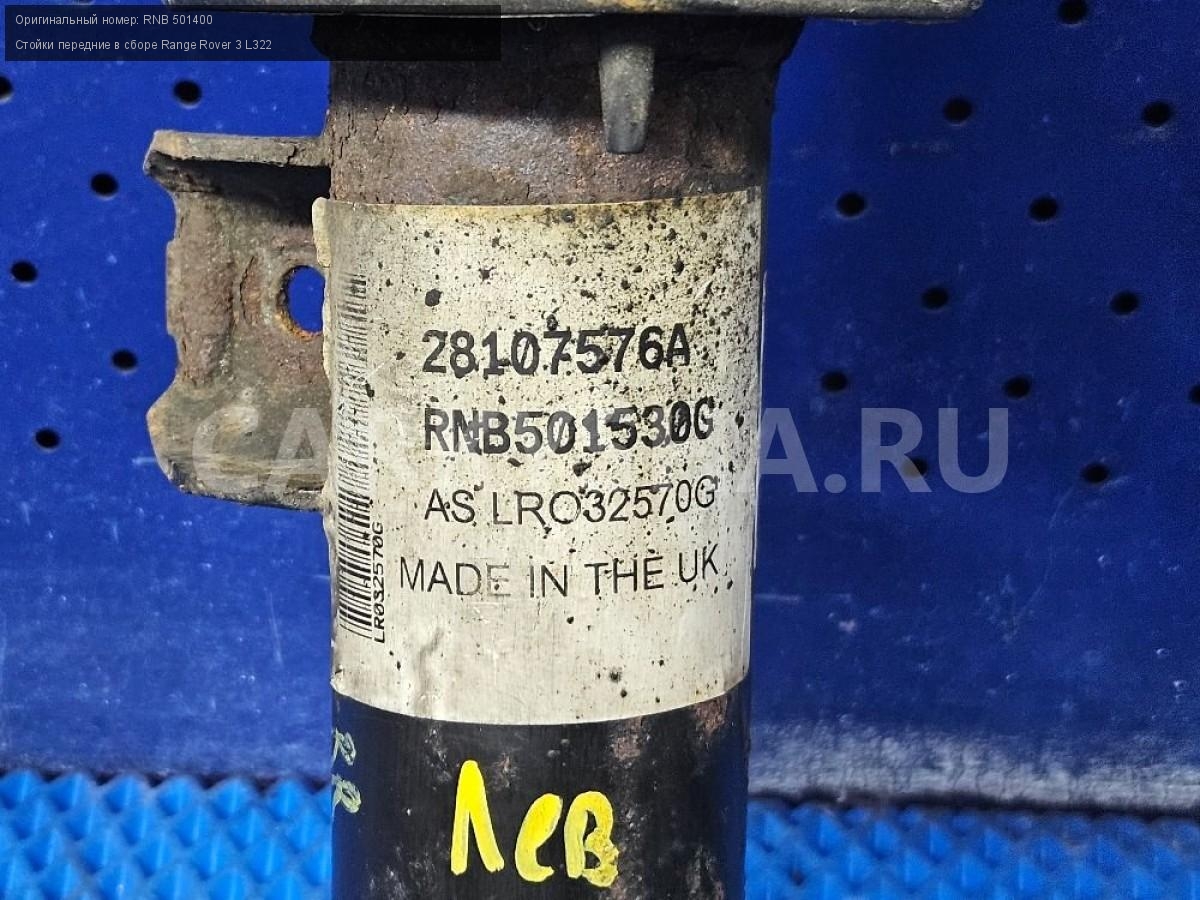 Оригинальный номер: RNB 501400
Стойки передние в сборе Range Rover 3 L322
28107576A
RNB501530G
AS LRO32570G
MADE IN THE UK
LR032570G
Лев